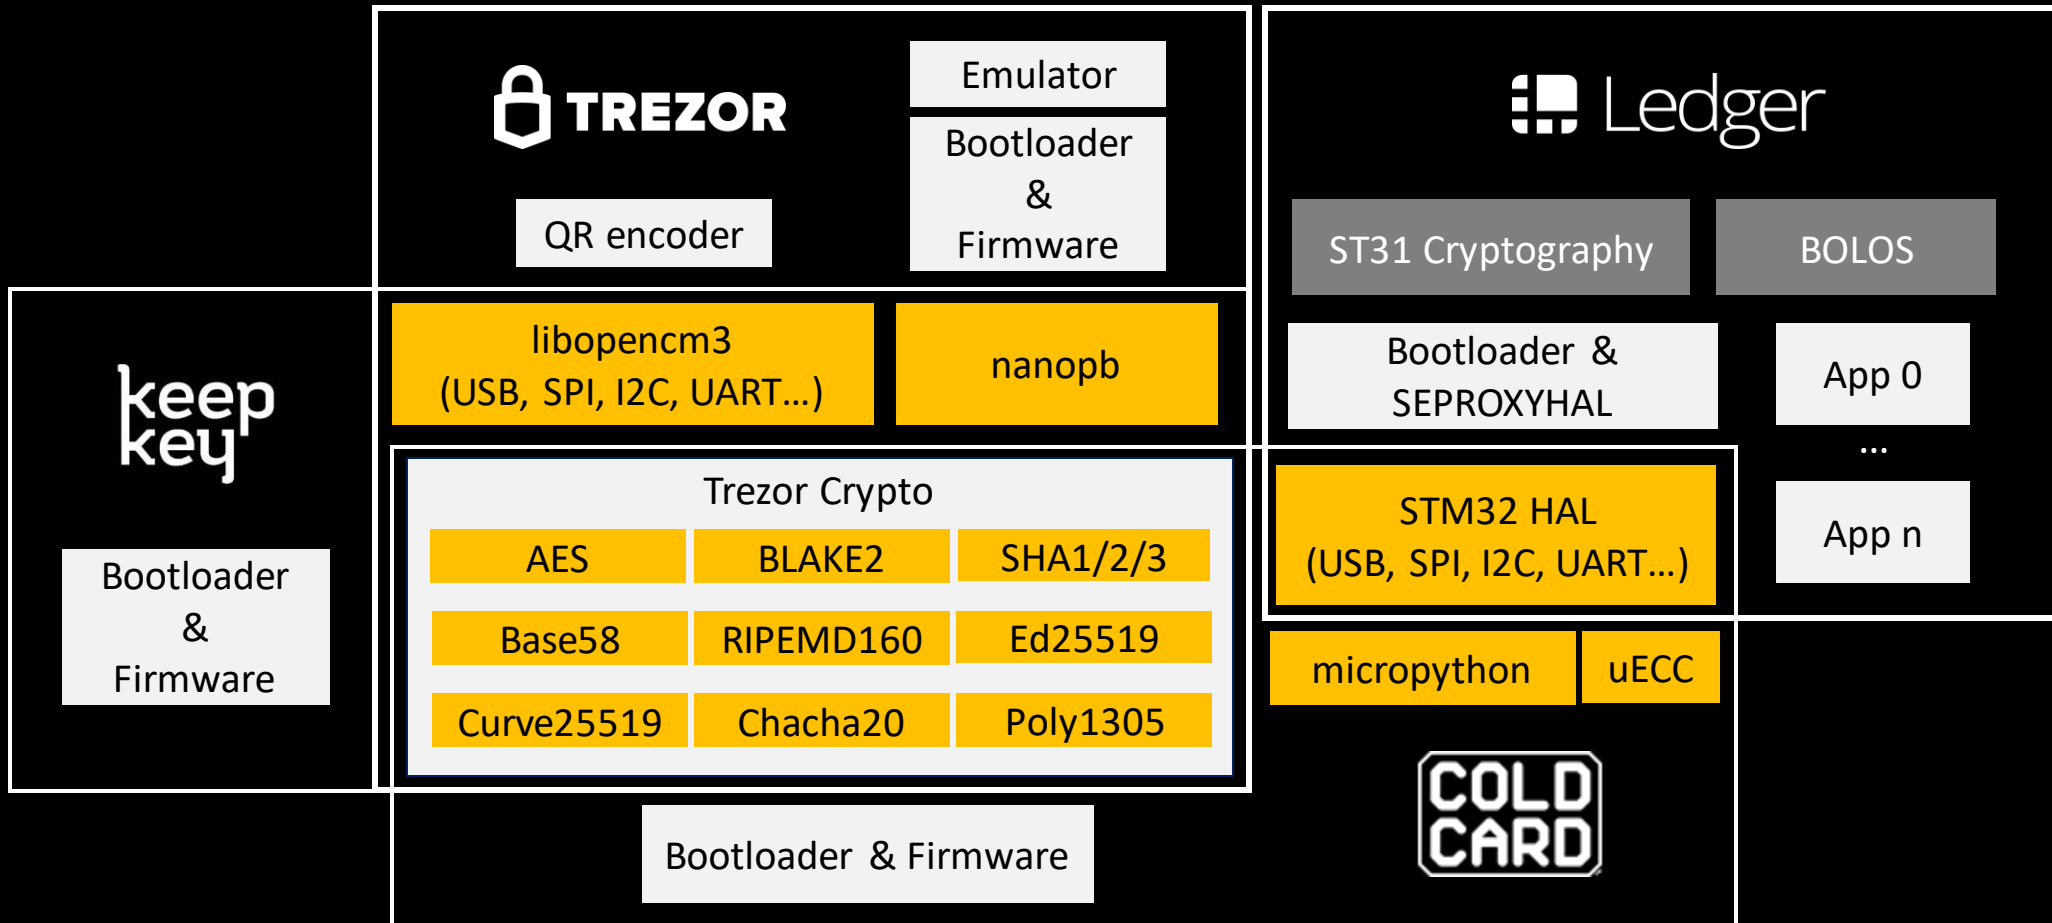 TREZOR
Emulator
Bootloader
&
Firmware
QR encoder
Ledger
ST31 Cryptography
BOLOS
Bootloader &
SEPROXYHAL
App 0
...
App n
keep
key
Bootloader
&
Firmware
libopencm3
(USB, SPI, I2C, UART...)
nanopb
Trezor Crypto
AES
BLAKE2
SHA1/2/3
Base58
RIPEMD160
Ed25519
Curve25519
Chacha20
Poly1305
STM32 HAL
(USB, SPI, I2C, UART...)
micropython
uECC
COLD
CARD
Bootloader & Firmware